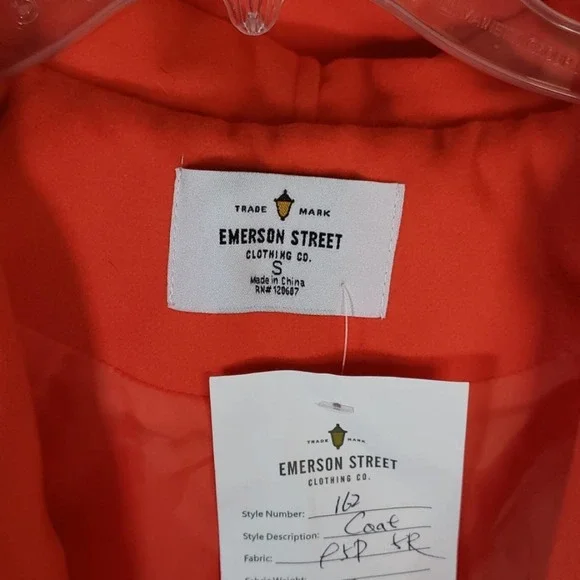 TRADE MARK
EMERSON STREET
CLOTHING CO.
S
Made in China
RN# 120607
TRADE MARK
EMERSON STREET
CLOTHING CO.
Style Number: 162
Style Description: Coat
Fabric: